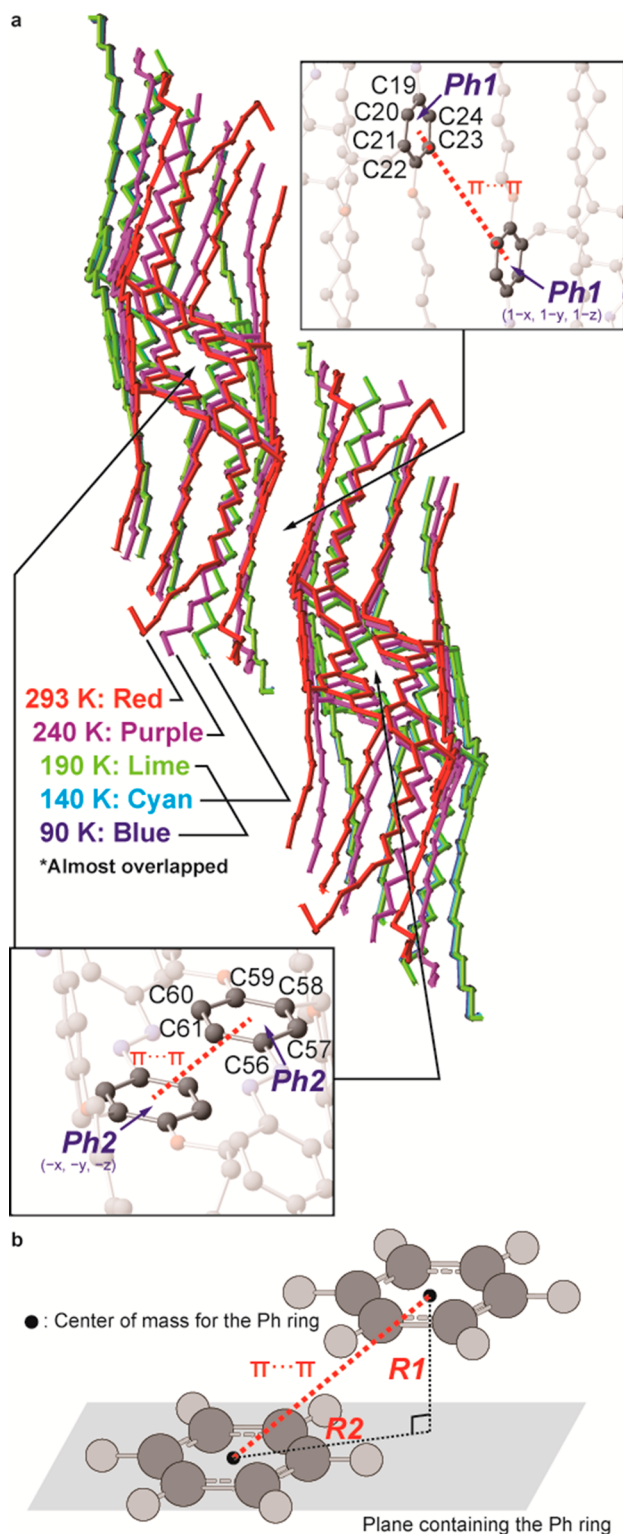 a
C19
Ph1
C20
C24
C21
C23
C22
π···π
Ph1
(1−x, 1−y, 1−z)
293 K: Red
240 K: Purple
190 K: Lime
140 K: Cyan
90 K: Blue
*Almost overlapped
C59
C60
C58
C61
C57
π···π
C56
Ph2
Ph2
(−x, −y, −z)
b
● : Center of mass for the Ph ring
π···π
R1
R2
Plane containing the Ph ring